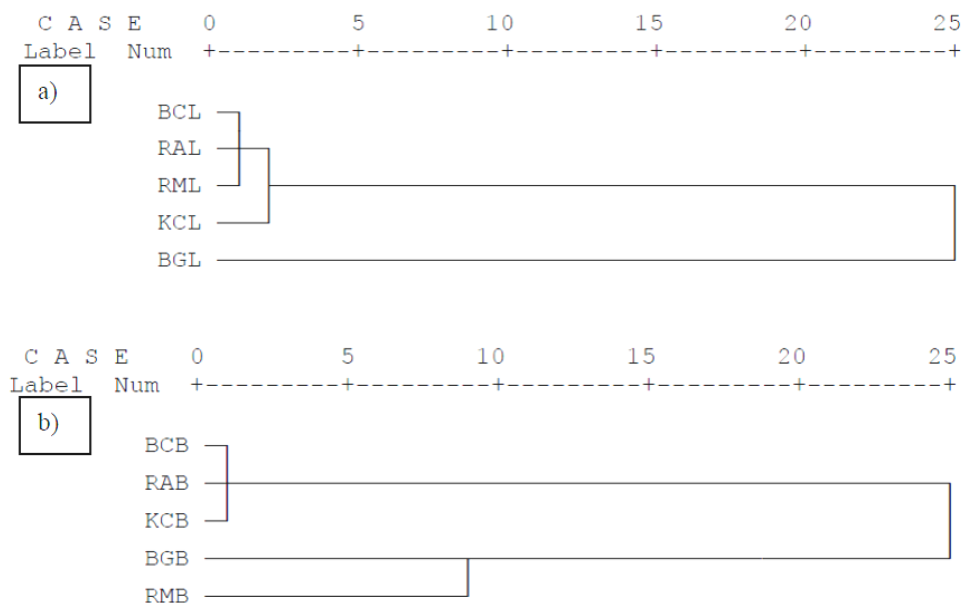 C A S E 0 5 10 15 20 25
Label Num +---------+---------+---------+---------+---------+
a)
BCL
RAL
RML
KCL
BGL
C A S E 0 5 10 15 20 25
Label Num +---------+---------+---------+---------+---------+
b)
BCB
RAB
KCB
BGB
RMB